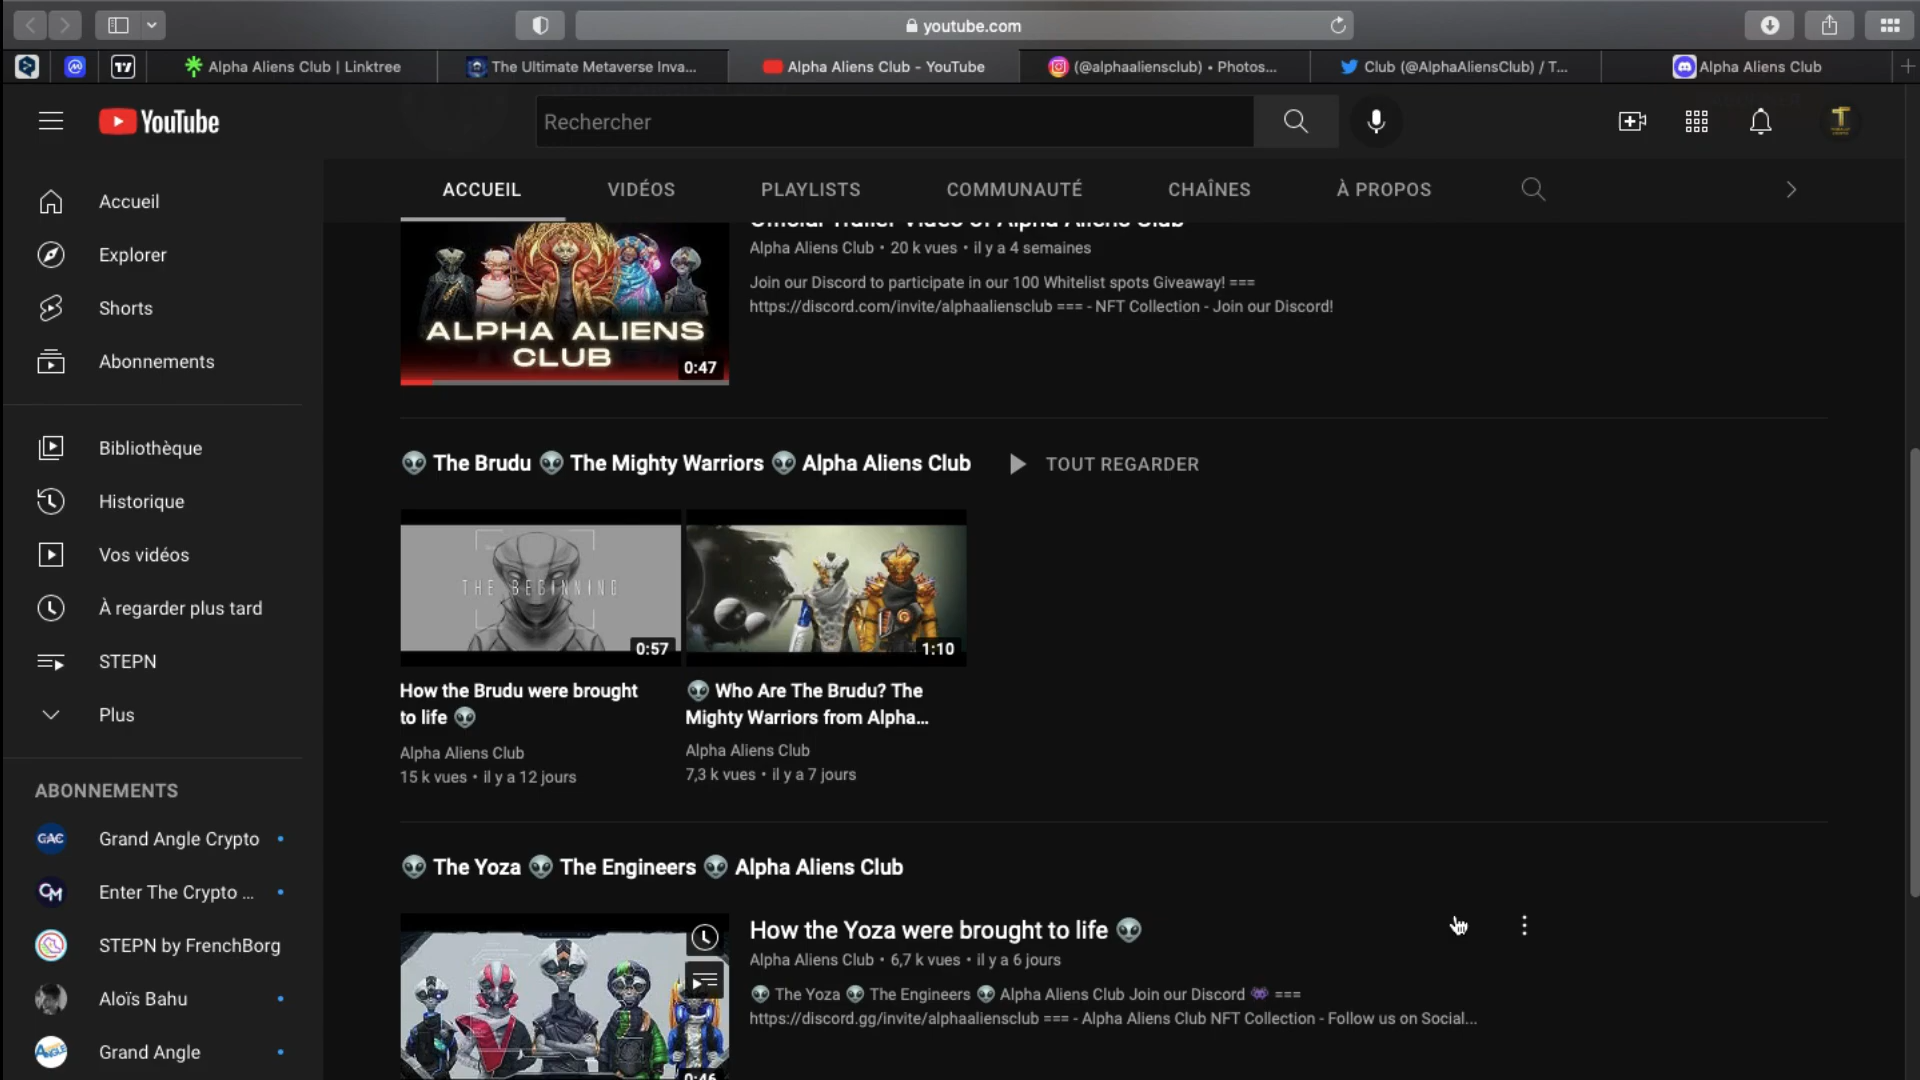 youtube.com
Alpha Aliens Club | Linktree
The Ultimate Metaverse Inva...
Alpha Aliens Club - YouTube
(@alphaaliensclub) • Photos...
Club (@AlphaAliensClub) / T...
Alpha Aliens Club
YouTube
Rechercher
Accueil
Explorer
Shorts
Abonnements
Bibliothèque
Historique
Vos vidéos
À regarder plus tard
STEPN
Plus
ABONNEMENTS
Grand Angle Crypto
Enter The Crypto ...
STEPN by FrenchBorg
Aloïs Bahu
Grand Angle
ACCUEIL
VIDÉOS
PLAYLISTS
COMMUNAUTÉ
CHAÎNES
À PROPOS
ALPHA ALIENS
CLUB
0:47
Official Trailer Video of Alpha Aliens Club
Alpha Aliens Club • 20 k vues • il y a 4 semaines
Join our Discord to participate in our 100 Whitelist spots Giveaway! ===
https://discord.com/invite/alphaaliensclub === - NFT Collection - Join our Discord!
👽 The Brudu 👽 The Mighty Warriors 👽 Alpha Aliens Club
TOUT REGARDER
THE BEGINNING
0:57
How the Brudu were brought
to life 👽
Alpha Aliens Club
15 k vues • il y a 12 jours
1:10
👽 Who Are The Brudu? The
Mighty Warriors from Alpha...
Alpha Aliens Club
7,3 k vues • il y a 7 jours
👽 The Yoza 👽 The Engineers 👽 Alpha Aliens Club
0:46
How the Yoza were brought to life 👽
Alpha Aliens Club • 6,7 k vues • il y a 6 jours
👽 The Yoza 👽 The Engineers 👽 Alpha Aliens Club Join our Discord 👾 ===
https://discord.gg/invite/alphaaliensclub === - Alpha Aliens Club NFT Collection - Follow us on Social...